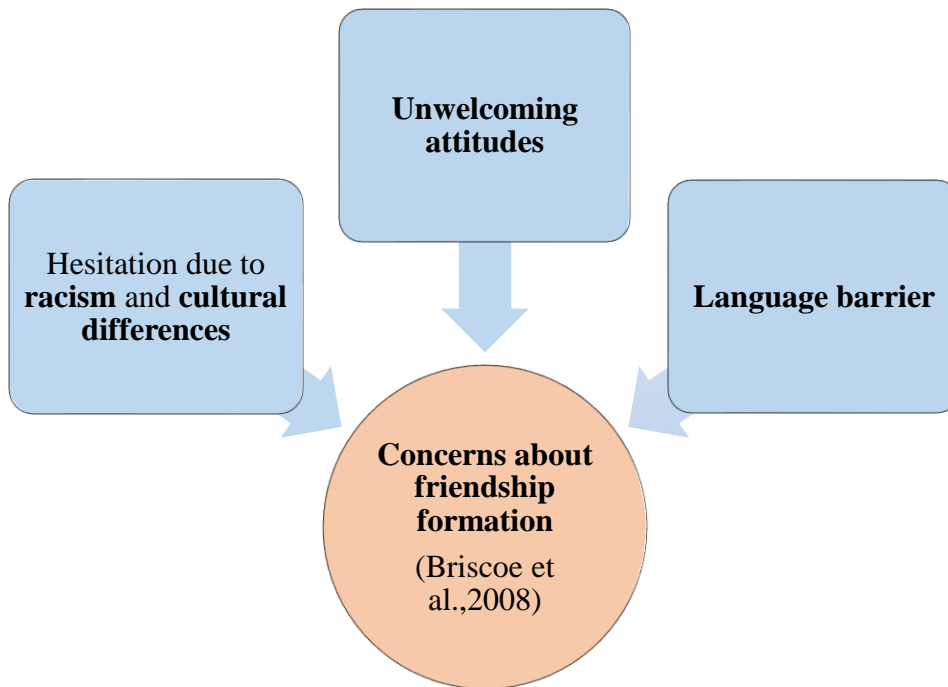 Unwelcoming
attitudes
Hesitation due to
racism and cultural
differences
Language barrier
Concerns about
friendship
formation
(Briscoe et
al.,2008)